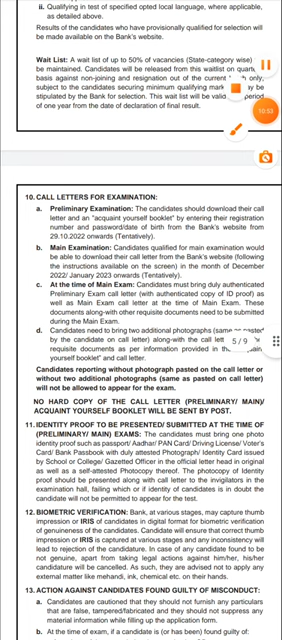 ii. Qualifying in test of specified opted local language, where applicable,
as detailed above.
Results of the candidates who have provisionally qualified for selection will
be made available on the Bank's website.
Wait List: A wait list of up to 50% of vacancies (State-category wise)
be maintained. Candidates will be released from this waitlist on quart
basis against non-joining and resignation out of the current only,
subject to the candidates securing minimum qualifying mark y be
stipulated by the Bank for selection. This wait list will be valid period
of one year from the date of declaration of final result.
10:53
10. CALL LETTERS FOR EXAMINATION:
a. Preliminary Examination: The candidates should download their call
letter and an "acquaint yourself booklet" by entering their registration
number and password/date of birth from the Bank's website from
29.10.2022 onwards (Tentatively).
b. Main Examination: Candidates qualified for main examination would
be able to download their call letter from the Bank's website (following
the instructions available on the screen) in the month of December
2022/ January 2023 onwards (Tentatively).
c. At the time of Main Exam: Candidates must bring duly authenticated
Preliminary Exam call letter (with authenticated copy of ID proof) as
well as Main Exam call letter at the time of Main Exam. These
documents along-with other requisite documents need to be submitted
during the Main Exam.
d. Candidates need to bring two additional photographs (same as pasted
by the candidate on call letter) along-with the call lett
5 / 9
requisite documents as per information provided in th
yourself booklet" and call letter.
Candidates reporting without photograph pasted on the call letter or
without two additional photographs (same as pasted on call letter)
will not be allowed to appear for the exam.
NO HARD COPY OF THE CALL LETTER (PRELIMINARY/ MAIN)/
ACQUAINT YOURSELF BOOKLET WILL BE SENT BY POST.
11. IDENTITY PROOF TO BE PRESENTED/ SUBMITTED AT THE TIME OF
(PRELIMINARY/ MAIN) EXAMS: The candidates must bring one photo
identity proof such as passport/Aadhar/ PAN Card/ Driving License/ Voter's
Card/ Bank Passbook with duly attested Photograph/ Identity Card issued
by School or College/ Gazetted Officer in the official letter head in original
as well as a self-attested Photocopy thereof. The photocopy of Identity
proof should be presented along with call letter to the invigilators in the
examination hall, failing which or if identity of candidates is in doubt the
candidate will not be permitted to appear for the test.
12. BIOMETRIC VERIFICATION: Bank, at various stages, may capture thumb
impression or IRIS of candidates in digital format for biometric verification
of genuineness of the candidates. Candidate will ensure that correct thumb
impression or IRIS is captured at various stages and any inconsistency will
lead to rejection of the candidature. In case of any candidate found to be
not genuine, apart from taking legal actions against him/her, his/her
candidature will be cancelled. As such, they are advised not to apply any
external matter like mehandi, ink, chemical etc. on their hands.
13. ACTION AGAINST CANDIDATES FOUND GUILTY OF MISCONDUCT:
a. Candidates are cautioned that they should not furnish any particulars
that are false, tampered/fabricated and they should not suppress any
material information while filling up the application form.
b. At the time of exam, if a candidate is (or has been) found guilty of: